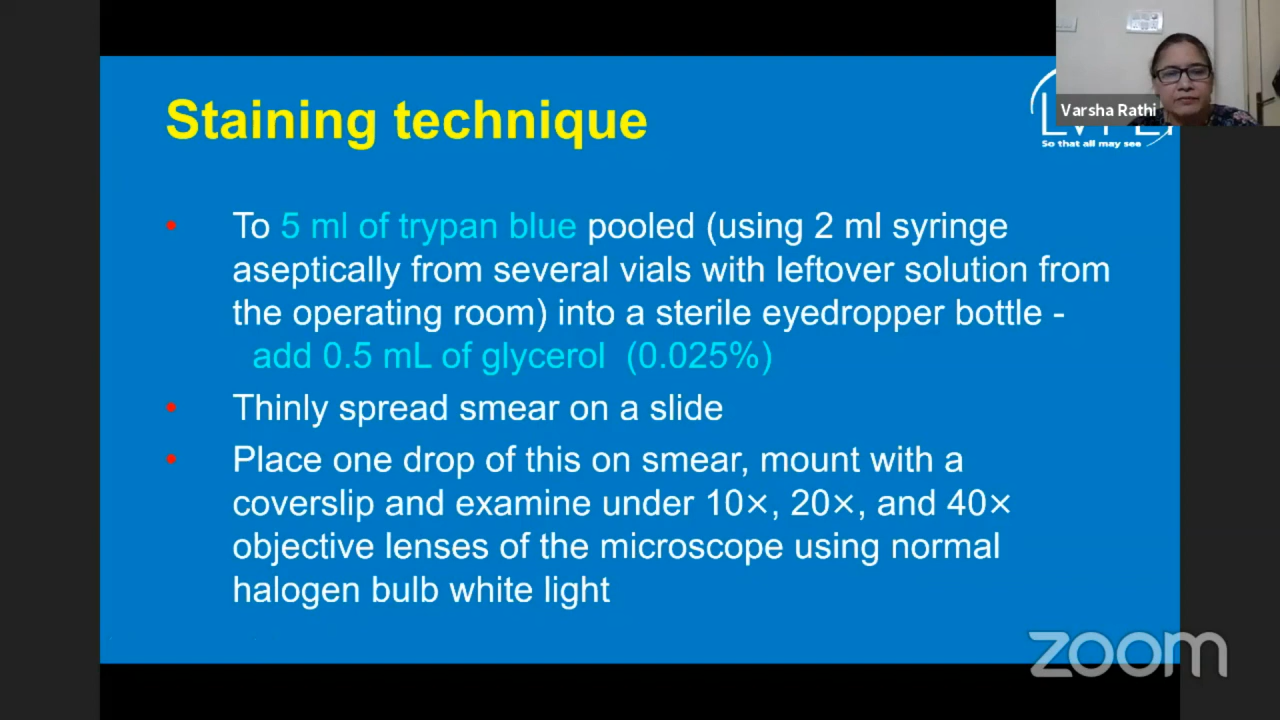 Varsha Rathi
So that all may see
Staining technique
• To 5 ml of trypan blue pooled (using 2 ml syringe
aseptically from several vials with leftover solution from
the operating room) into a sterile eyedropper bottle -
add 0.5 mL of glycerol (0.025%)
• Thinly spread smear on a slide
• Place one drop of this on smear, mount with a
coverslip and examine under 10×, 20×, and 40×
objective lenses of the microscope using normal
halogen bulb white light
zoom